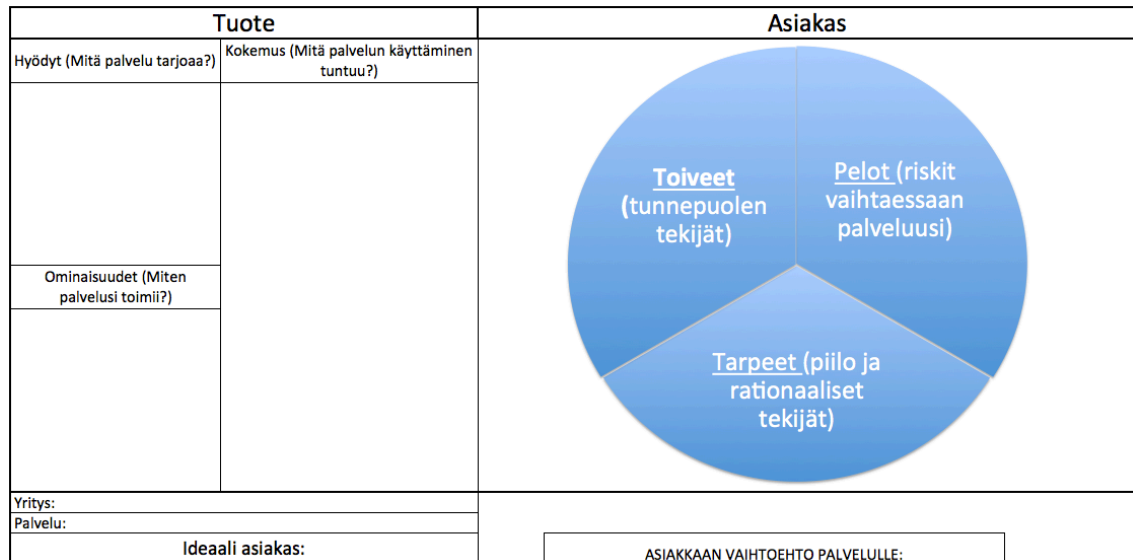 Tuote
Asiakas
Hyödyt (Mitä palvelu tarjoaa?)
Kokemus (Mitä palvelun käyttäminen
tuntuu?)
Ominaisuudet (Miten
palvelusi toimii?)
Toiveet
(tunnepuolen
tekijät)
Pelot (riskit
vaihtaessaan
palveluusi)
Tarpeet (piilo ja
rationaaliset
tekijät)
Yritys:
Palvelu:
Ideaali asiakas:
ASIAKKAAN VAIHTOEHTO PALVELULLE: